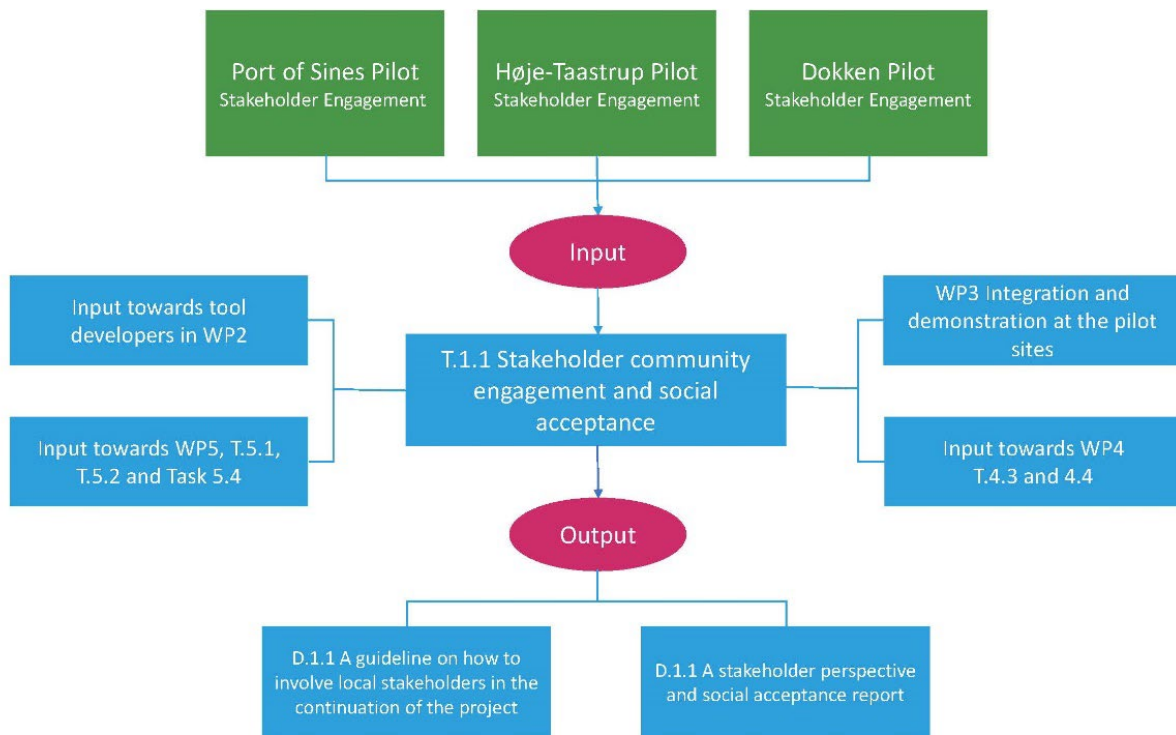 Port of Sines Pilot
Stakeholder Engagement
Høje-Taastrup Pilot
Stakeholder Engagement
Dokken Pilot
Stakeholder Engagement
Input
Input towards tool
developers in WP2
WP3 Integration and
demonstration at the pilot
sites
T.1.1 Stakeholder community
engagement and social
acceptance
Input towards WP5, T.5.1,
T.5.2 and Task 5.4
Input towards WP4
T.4.3 and 4.4
Output
D.1.1 A guideline on how to
involve local stakeholders in the
continuation of the project
D.1.1 A stakeholder perspective
and social acceptance report